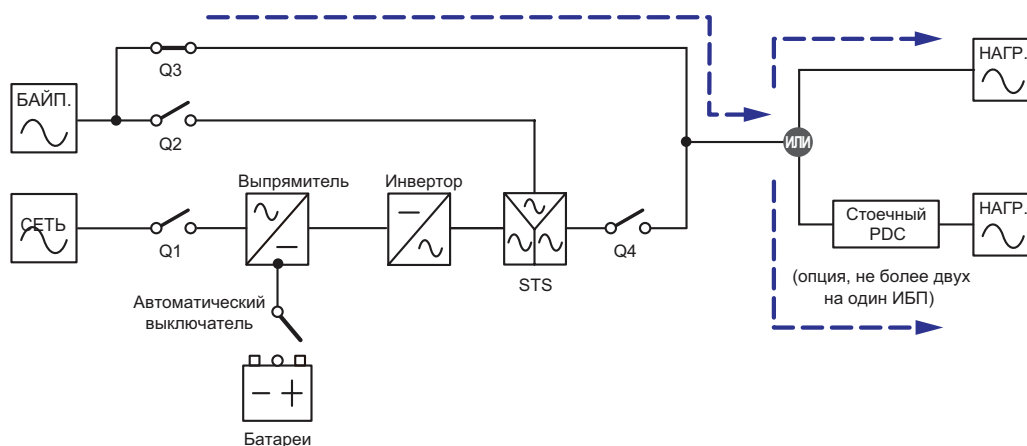 НАГР.
Q3
БАЙП.
Q2
ИЛИ
Выпрямитель
Инвертор
СЕТЬ
Q1
STS
Q4
Стоечный
PDC
НАГР.
(опция, не более двух
на один ИБП)
Автоматический
выключатель
Батареи